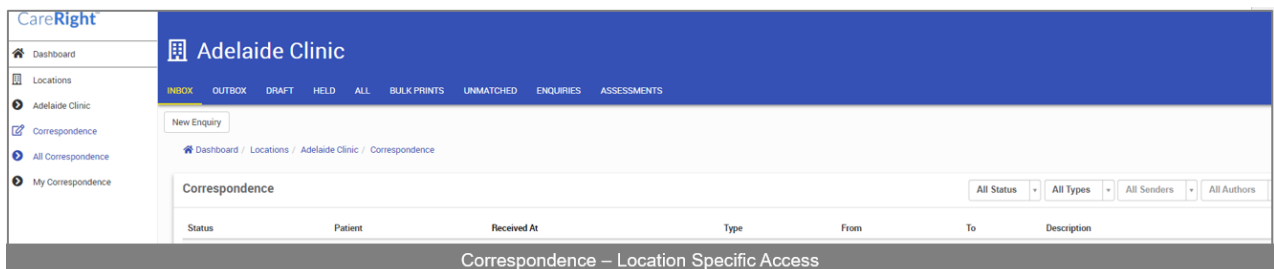 CareRight
Dashboard
Locations
Adelaide Clinic
Correspondence
All Correspondence
My Correspondence
Adelaide Clinic
INBOX OUTBOX DRAFT HELD ALL BULK PRINTS UNMATCHED ENQUIRIES ASSESSMENTS
New Enquiry
Dashboard / Locations / Adelaide Clinic / Correspondence
Correspondence
All Status All Types All Senders All Authors
Status Patient Received At Type From To Description
Correspondence – Location Specific Access